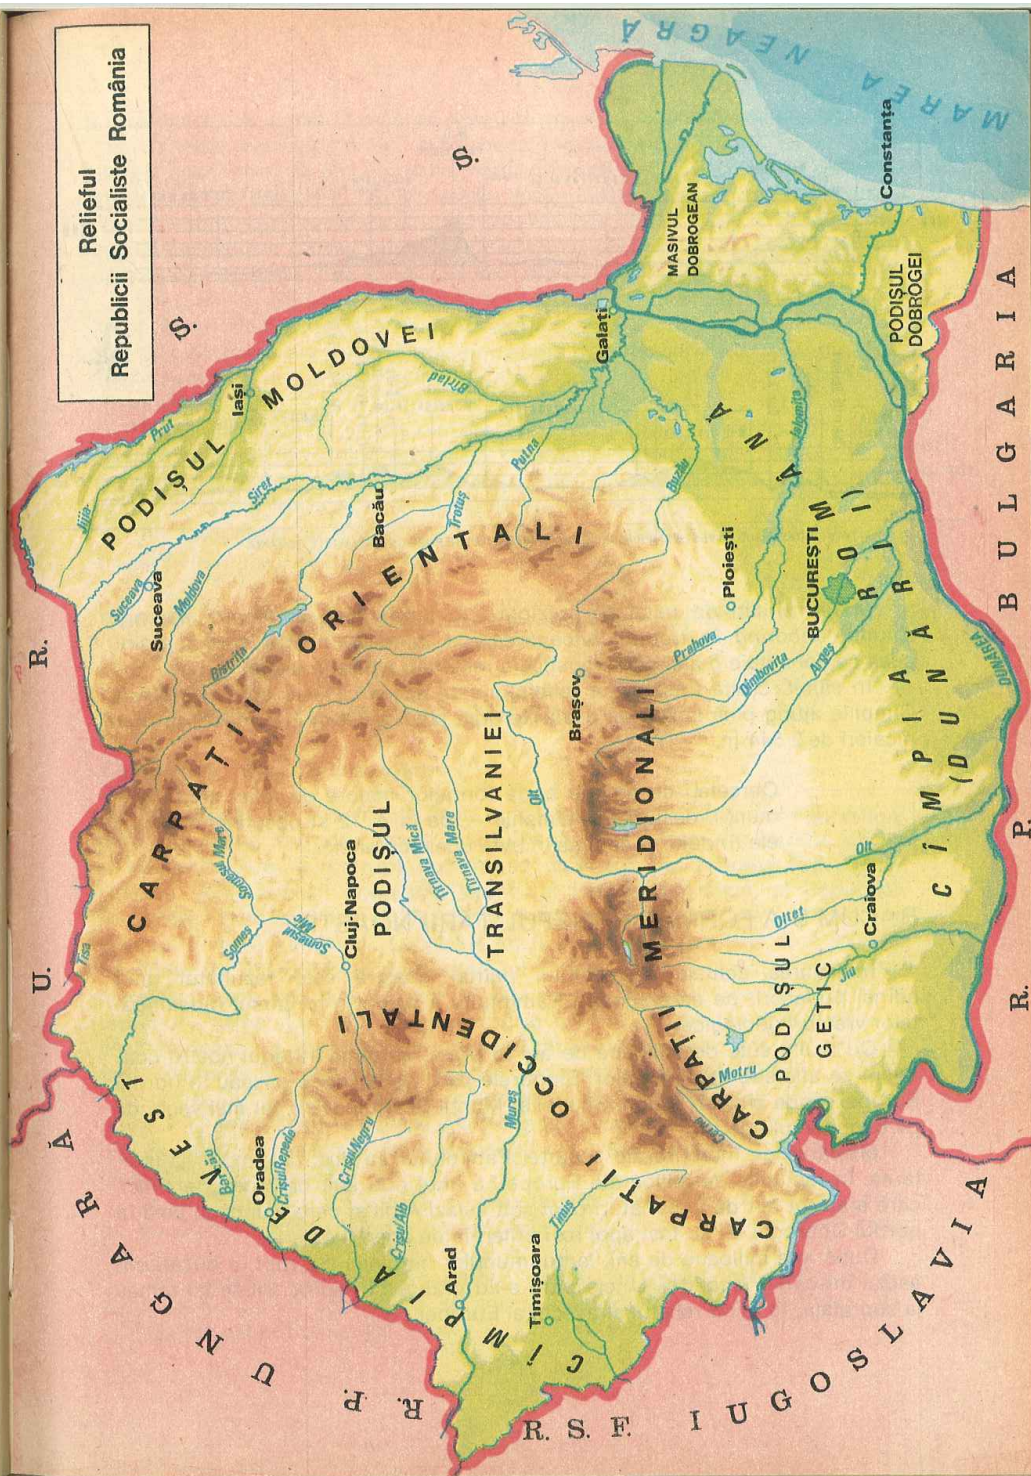 Relieful
Republicii Socialiste România
U. R. S. S.
R. P. UNGARĂ
R. S. F. IUGOSLAVIA
R. P. BULGARIA
MAREA NEAGRĂ
CARPAȚII ORIENTALI
CARPAȚII MERIDIONALI
CARPAȚII OCCIDENTALI
PODIȘUL MOLDOVEI
PODIȘUL
TRANSILVANIEI
PODIȘUL
GETIC
MASIVUL
DOBROGEAN
PODIȘUL
DOBROGEI
CÎMPIA DE VEST
CÎMPIA ROMÂNĂ
(DUNĂRII)
Tisa
Someș
Someșul Mare
Someșul
Mic
Suceava
Suceava
Moldova
Bistrița
Siret
Jijia
Prut
Iași
Bîrlad
Bacău
Trotuș
Putna
Buzău
Galați
Constanța
Cluj-Napoca
Tîrnava Mică
Tîrnava Mare
Mureș
Oradea
Crișul Repede
Crișul Negru
Crișul Alb
Arad
Timișoara
Timiș
Cerna
Motru
Jiu
Olteț
Craiova
Olt
Olt
Brașov
Ploiești
Prahova
Dîmbovița
Argeș
Ialomița
BUCUREȘTI
DUNĂREA